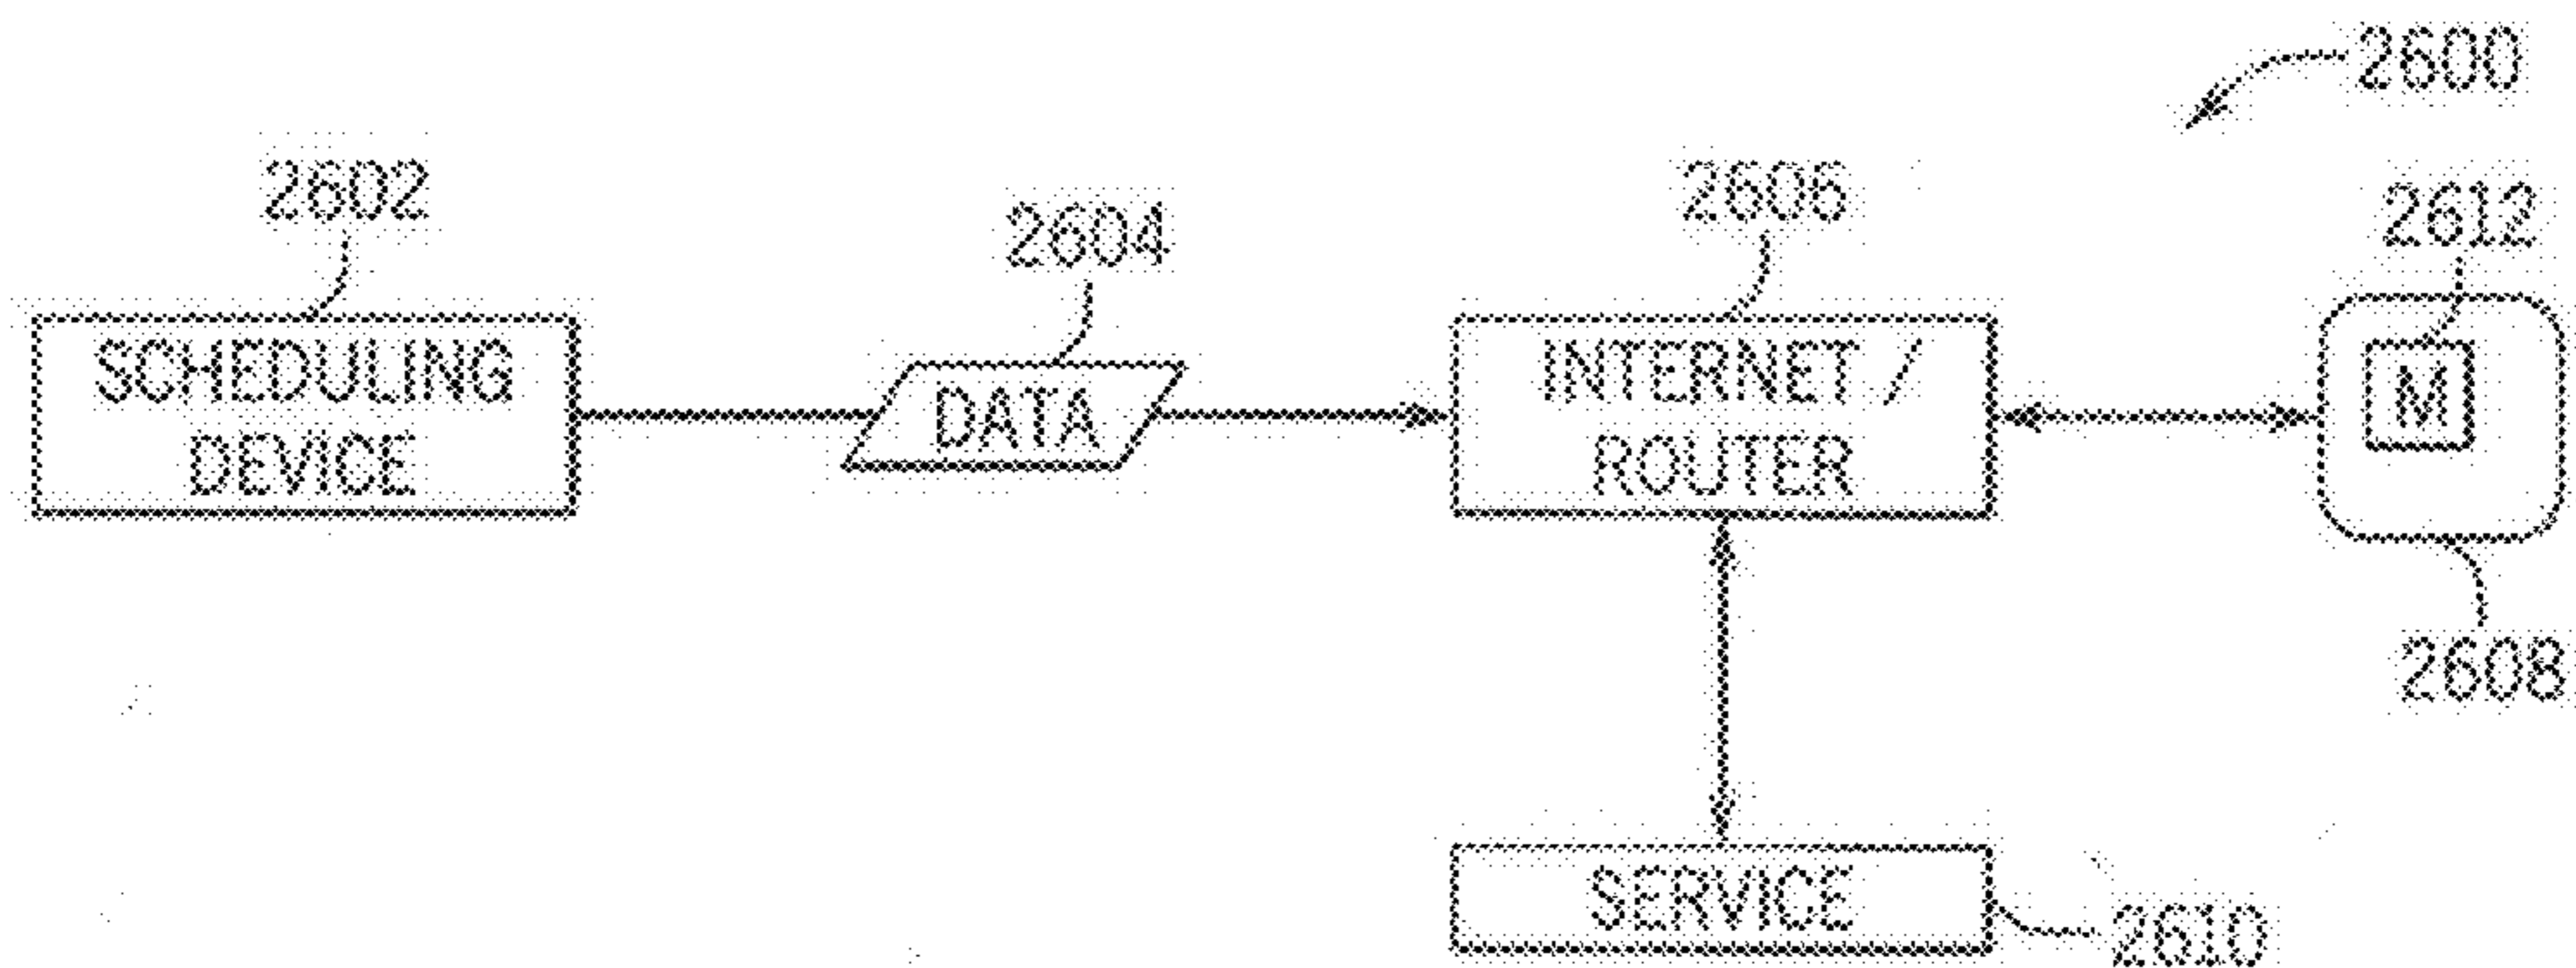 2600
2602
2604
2606
2612
SCHEDULING
DEVICE
DATA
INTERNET /
ROUTER
M
2608
SERVICE
2610